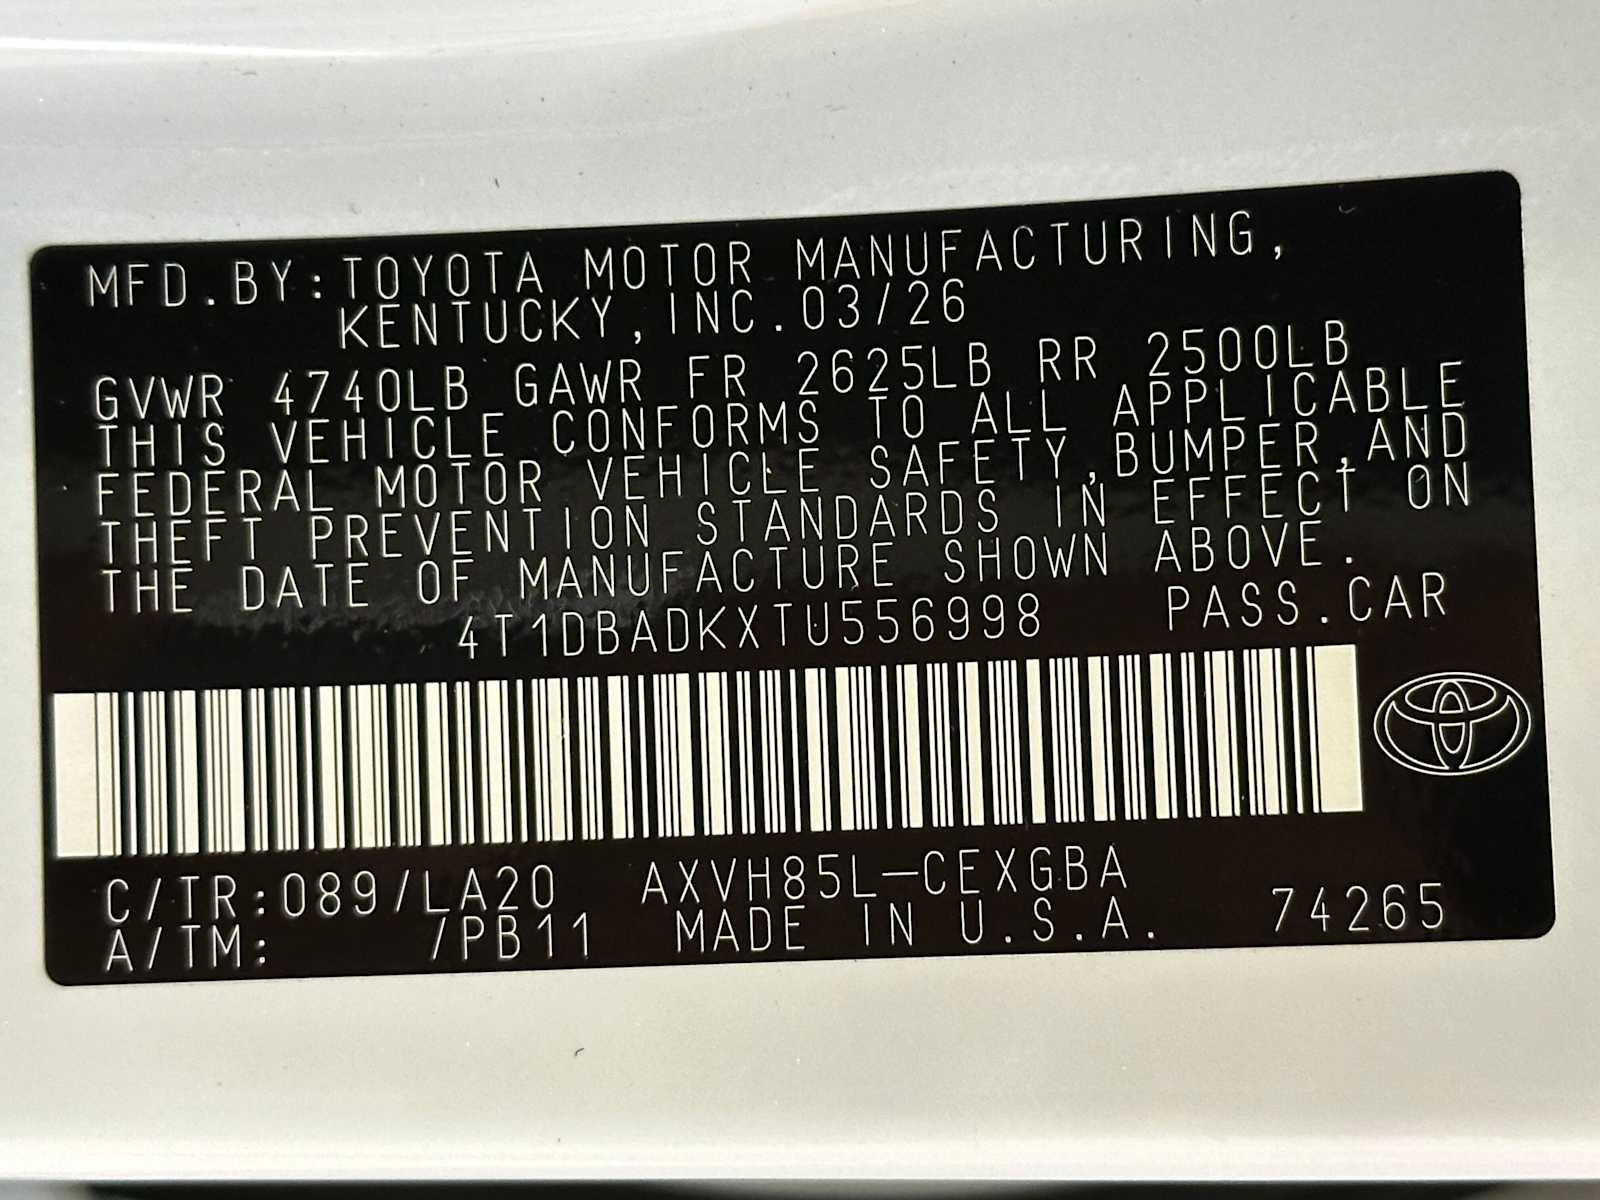 MFD.BY:TOYOTA MOTOR MANUFACTURING,
KENTUCKY,INC.03/26
GVWR 4740LB GAWR FR 2625LB RR 2500LB
THIS VEHICLE CONFORMS TO ALL APPLICABLE
FEDERAL MOTOR VEHICLE SAFETY,BUMPER,AND
THEFT PREVENTION STANDARDS IN EFFECT ON
THE DATE OF MANUFACTURE SHOWN ABOVE.
4T1DBADKXTU556998 PASS.CAR
C/TR:089/LA20 AXVH85L-CEXGBA
A/TM: /PB11 MADE IN U.S.A. 74265